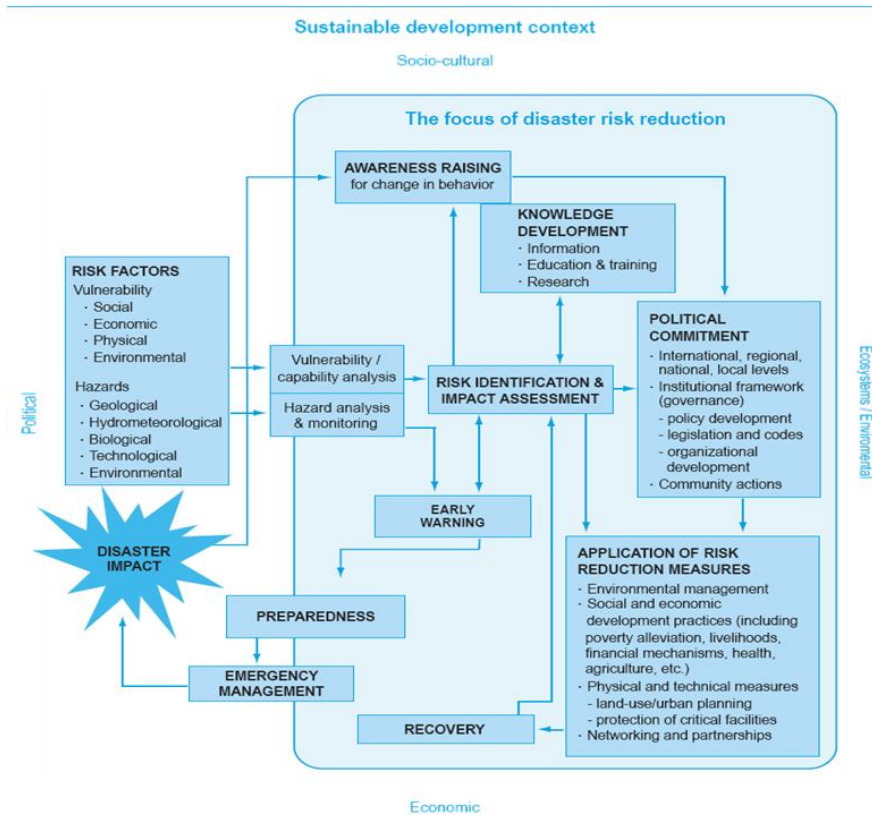 Sustainable development context
Socio-cultural
The focus of disaster risk reduction
AWARENESS RAISING
for change in behavior
KNOWLEDGE
DEVELOPMENT
· Information
· Education & training
· Research
RISK FACTORS
Vulnerability
· Social
· Economic
· Physical
· Environmental
Hazards
· Geological
· Hydrometeorological
· Biological
· Technological
· Environmental
Political
Vulnerability /
capability analysis
Hazard analysis
& monitoring
RISK IDENTIFICATION &
IMPACT ASSESSMENT
POLITICAL
COMMITMENT
· International, regional,
national, local levels
· Institutional framework
(governance)
- policy development
- legislation and codes
- organizational
development
· Community actions
Ecosystems / Enviromental
EARLY
WARNING
DISASTER
IMPACT
PREPAREDNESS
EMERGENCY
MANAGEMENT
APPLICATION OF RISK
REDUCTION MEASURES
· Environmental management
· Social and economic
development practices (including
poverty alleviation, livelihoods,
financial mechanisms, health,
agriculture, etc.)
· Physical and technical measures
- land-use/urban planning
- protection of critical facilities
· Networking and partnerships
RECOVERY
Economic